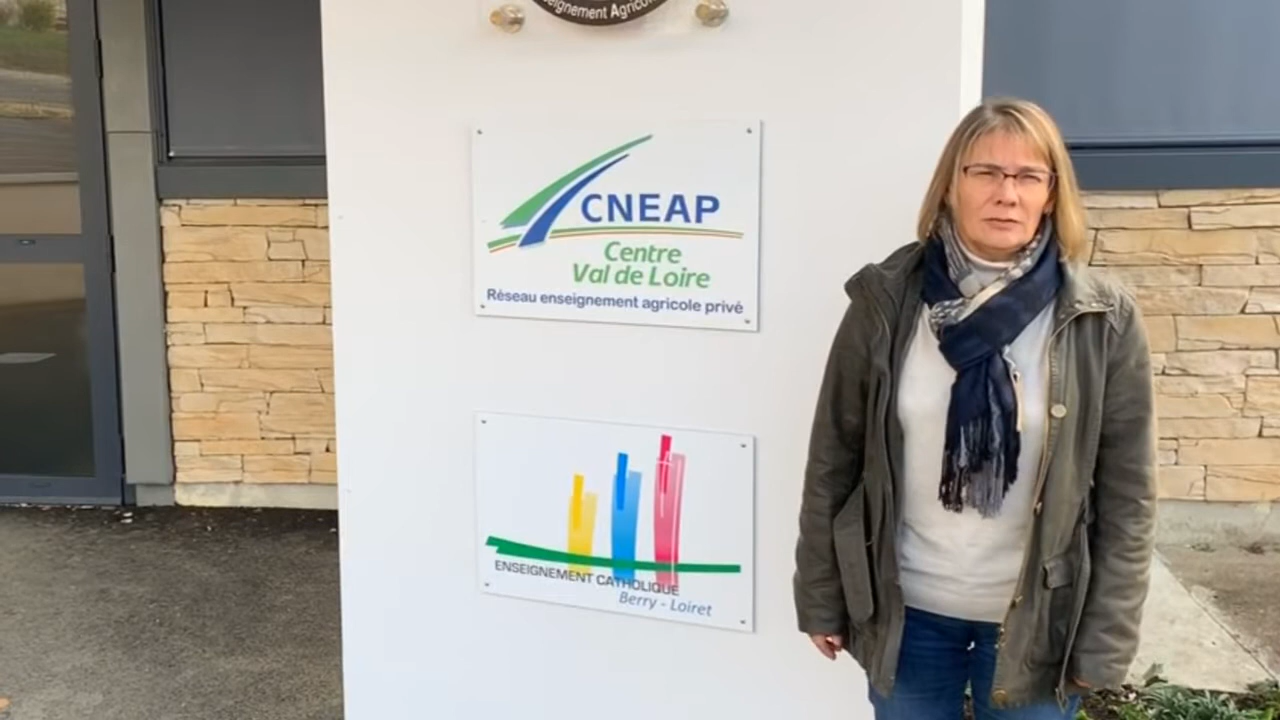 Enseignement Agricole
CNEAP
Centre
Val de Loire
Réseau enseignement agricole privé
ENSEIGNEMENT CATHOLIQUE
Berry - Loiret